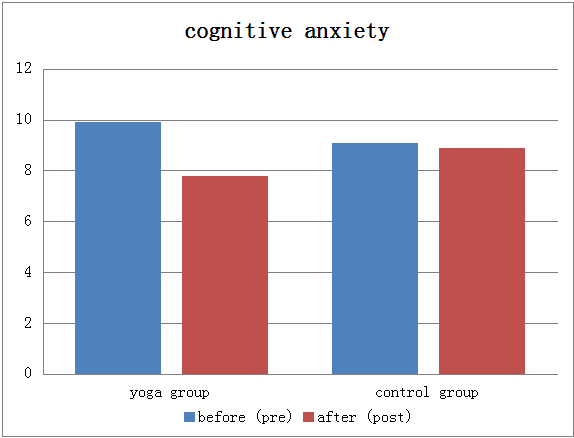 cognitive anxiety
12
10
8
6
4
2
0
yoga group control group
before (pre) after (post)